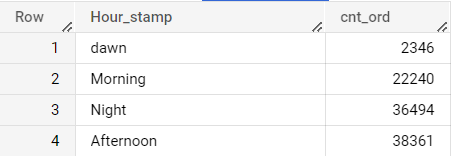 Row Hour_stamp cnt_ord
1 dawn 2346
2 Morning 22240
3 Night 36494
4 Afternoon 38361